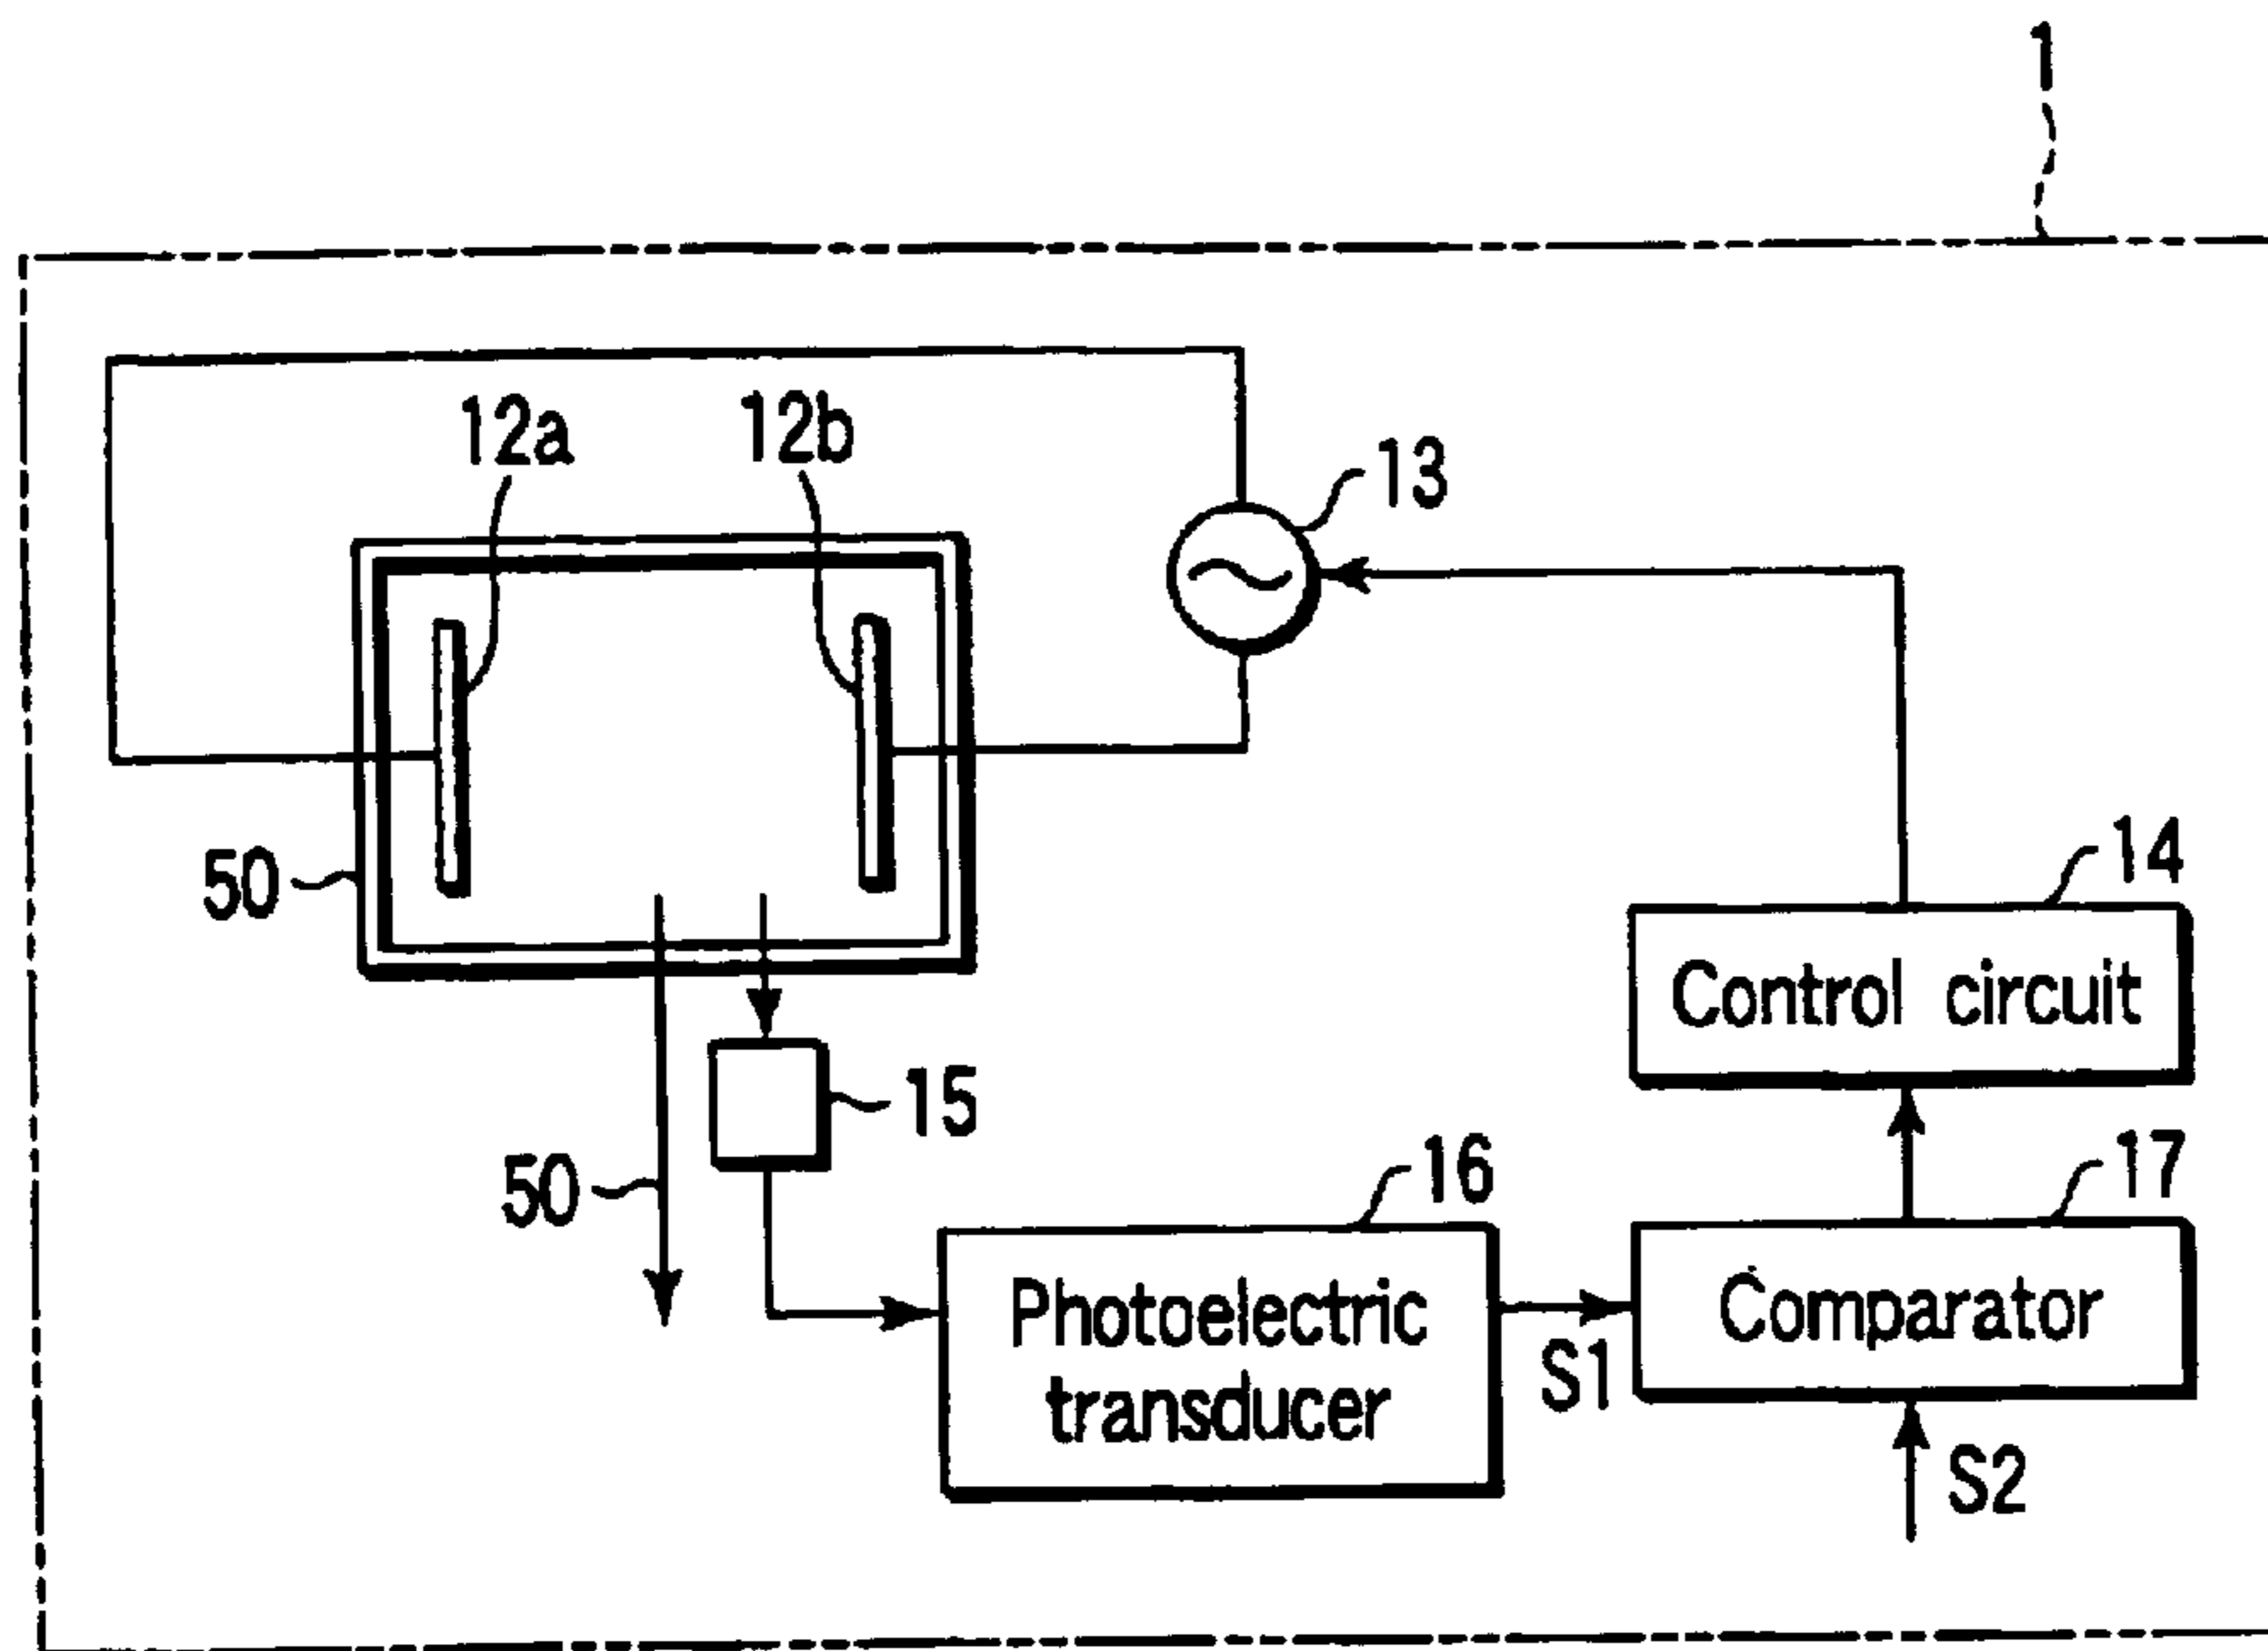 1
12a 12b
13
50
14
Control circuit
15
50
16
17
Photoelectric
transducer
S1
Comparator
S2